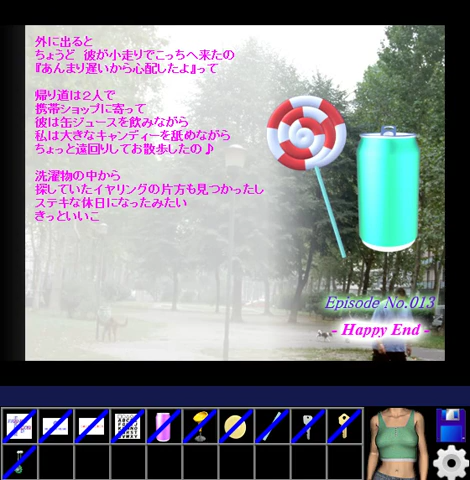 外に出ると
ちょうど　彼が小走りでこっちへ来たの
『あんまり遅いから心配したよ』って
帰り道は２人で
携帯ショップに寄って
彼は缶ジュースを飲みながら
私は大きなキャンディーを舐めながら
ちょっと遠回りしてお散歩したの♪
洗濯物の中から
探していたイヤリングの片方も見つかったし
ステキな休日になったみたい
きっといいこ
Episode No.013
- Happy End -